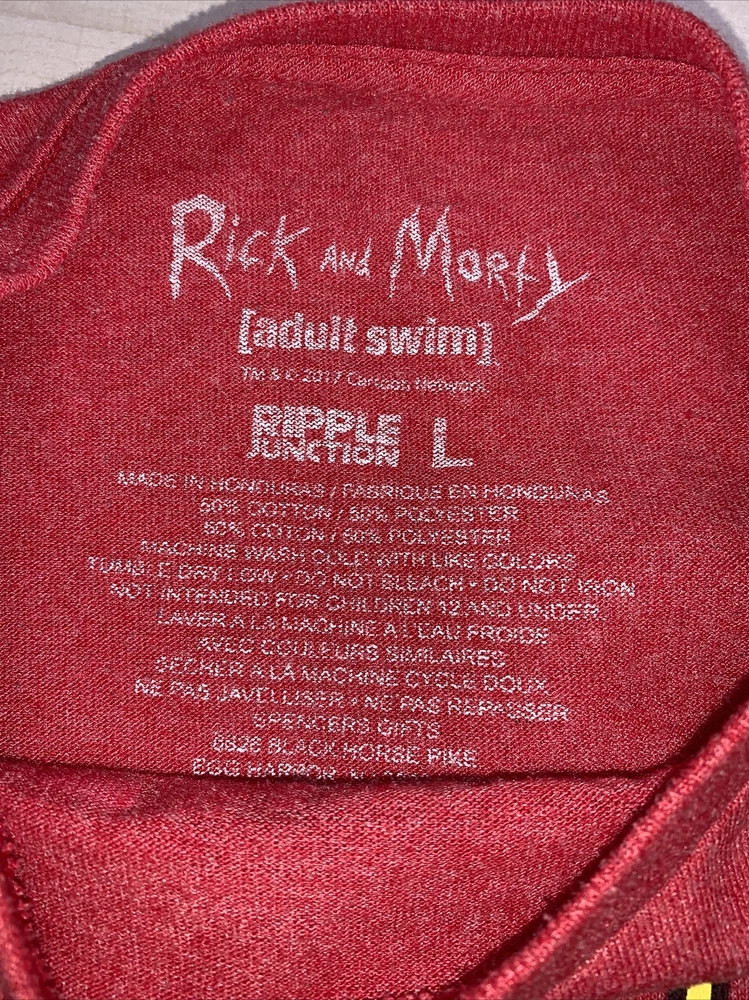 Rick and Morty
[adult swim]
TM & © 2017 Cartoon Network
RIPPLE
JUNCTION L
MADE IN HONDURAS / FABRIQUE EN HONDURAS
50% COTTON / 50% POLYESTER
50% COTON / 50% POLYESTER
MACHINE WASH COLD WITH LIKE COLORS
TUMBLE DRY LOW • DO NOT BLEACH • DO NOT IRON
NOT INTENDED FOR CHILDREN 12 AND UNDER
LAVER A LA MACHINE A L'EAU FROIDE
AVEC COULEURS SIMILAIRES
SECHER A LA MACHINE CYCLE DOUX
NE PAS JAVELLISER • NE PAS REPASSER
SPENCERS GIFTS
6826 BLACK HORSE PIKE
EGG HARBOR